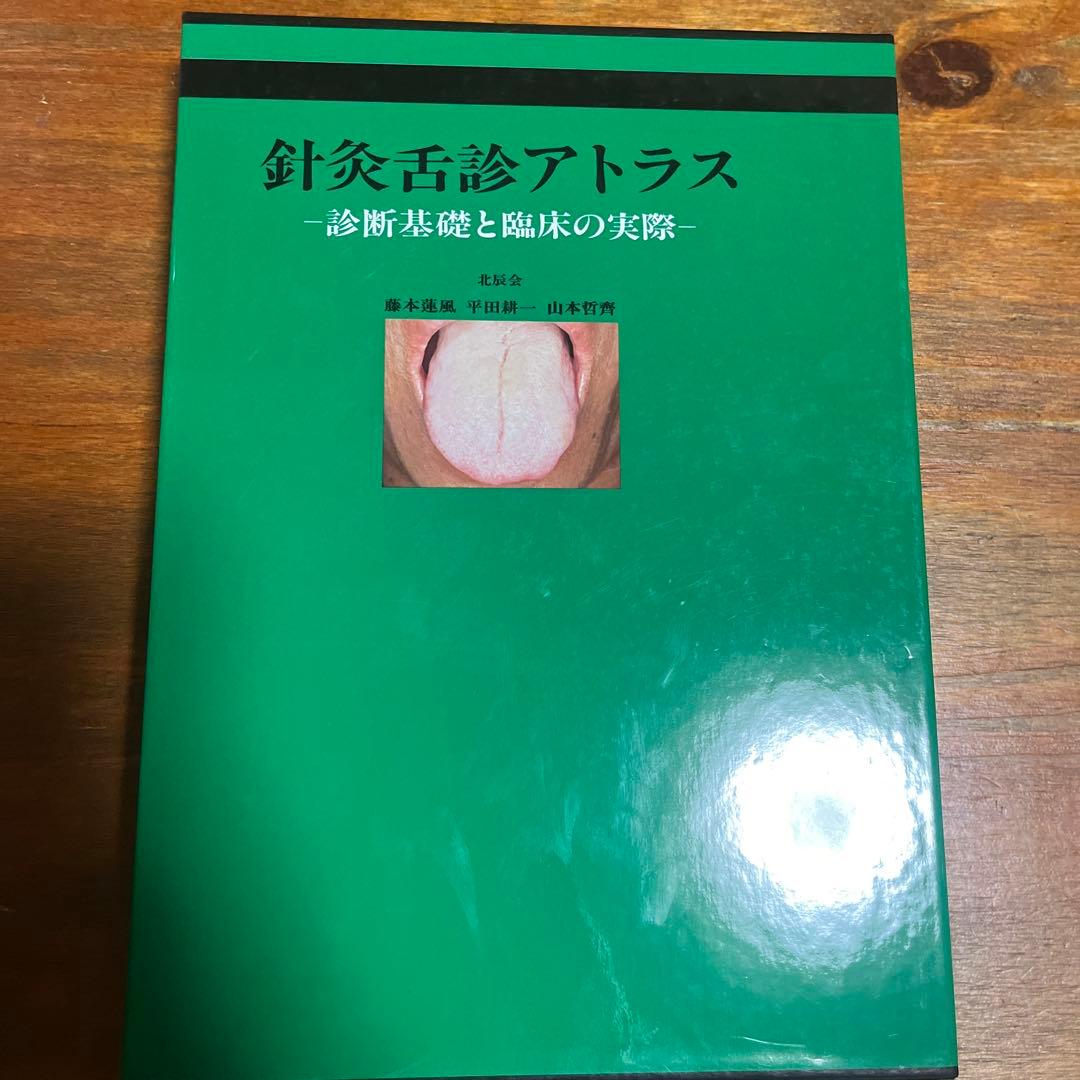 針灸舌診アトラス
−診断基礎と臨床の実際−
北辰会
藤本蓮風 平田耕一 山本哲齊